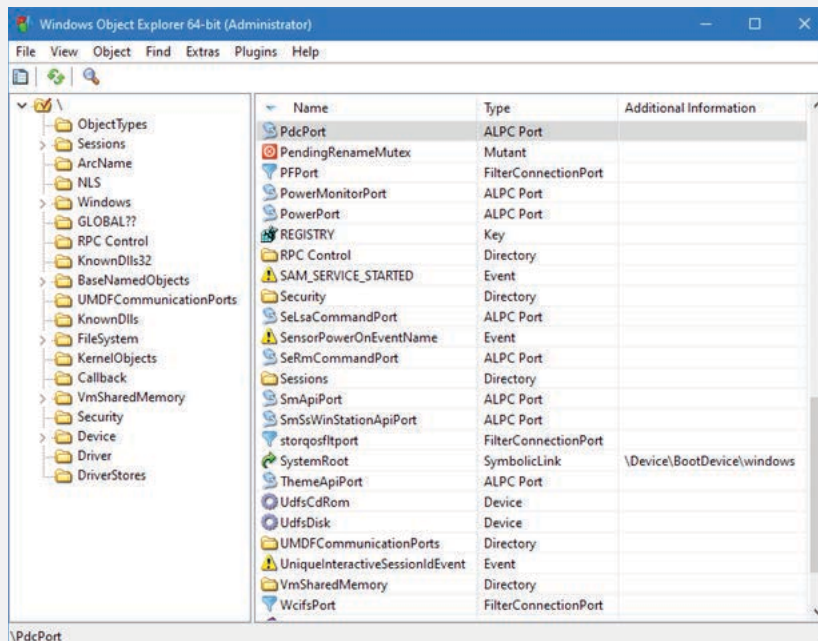 Windows Object Explorer 64-bit (Administrator)
File View Object Find Extras Plugins Help
\
ObjectTypes
Sessions
ArcName
NLS
Windows
GLOBAL??
RPC Control
KnownDlls32
BaseNamedObjects
UMDFCommunicationPorts
KnownDlls
FileSystem
KernelObjects
Callback
VmSharedMemory
Security
Device
Driver
DriverStores
Name Type Additional Information
PdcPort ALPC Port
PendingRenameMutex Mutant
PFPort FilterConnectionPort
PowerMonitorPort ALPC Port
PowerPort ALPC Port
REGISTRY Key
RPC Control Directory
SAM_SERVICE_STARTED Event
Security Directory
SeLsaCommandPort ALPC Port
SensorPowerOnEventName Event
SeRmCommandPort ALPC Port
Sessions Directory
SmApiPort ALPC Port
SmSsWinStationApiPort ALPC Port
storqosfltport FilterConnectionPort
SystemRoot SymbolicLink \Device\BootDevice\windows
ThemeApiPort ALPC Port
UdfsCdRom Device
UdfsDisk Device
UMDFCommunicationPorts Directory
UniqueInteractiveSessionIdEvent Event
VmSharedMemory Directory
WcifsPort FilterConnectionPort
\PdcPort